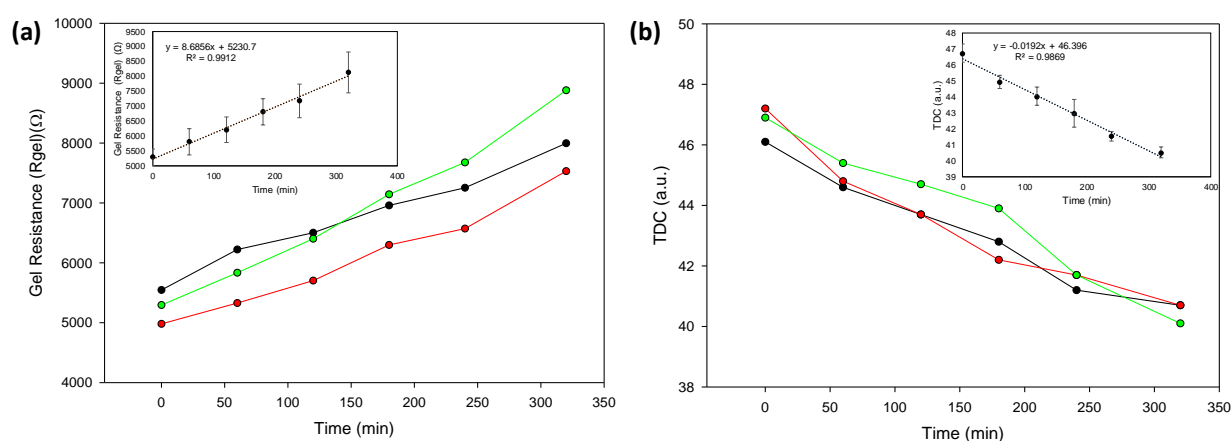 (a)
Gel Resistance (Rgel)(Ω)
10000
9000
8000
7000
6000
5000
4000
0 50 100 150 200 250 300 350
Time (min)
Gel Resistance (Rgel) (Ω)
9500
9000
8500
8000
7500
7000
6500
6000
5500
5000
y = 8.6856x + 5230.7
R² = 0.9912
0 100 200 300 400
Time (min)
(b)
TDC (a.u.)
50
48
46
44
42
40
38
0 50 100 150 200 250 300 350
Time (min)
TDC (a.u.)
48
47
46
45
44
43
42
41
40
39
y = -0.0192x + 46.396
R² = 0.9869
0 100 200 300 400
Time (min)